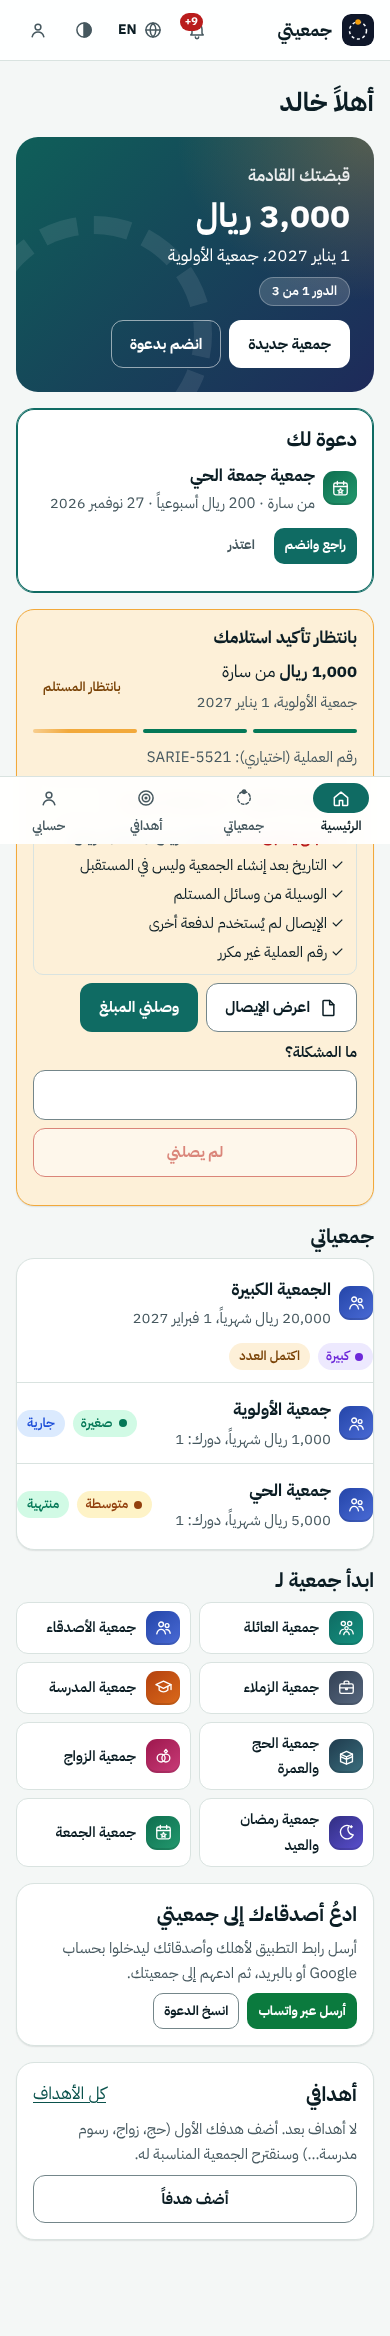 جمعيتي
+9
EN
أهلاً خالد
قبضتك القادمة
3,000 ريال
1 يناير 2027، جمعية الأولوية
الدور 1 من 3
جمعية جديدة
انضم بدعوة
دعوة لك
جمعية جمعة الحي
من سارة · 200 ريال أسبوعياً · 27 نوفمبر 2026
راجع وانضم
اعتذر
بانتظار تأكيد استلامك
1,000 ريال من سارة
بانتظار المستلم
جمعية الأولوية، 1 يناير 2027
رقم العملية (اختياري): SARIE-5521
الرئيسية
جمعياتي
أهدافي
حسابي
✓ التاريخ بعد إنشاء الجمعية وليس في المستقبل
✓ الوسيلة من وسائل المستلم
✓ الإيصال لم يُستخدم لدفعة أخرى
✓ رقم العملية غير مكرر
اعرض الإيصال
وصلني المبلغ
ما المشكلة؟
لم يصلني
جمعياتي
الجمعية الكبيرة
20,000 ريال شهرياً، 1 فبراير 2027
كبيرة
اكتمل العدد
جمعية الأولوية
1,000 ريال شهرياً، دورك: 1
صغيرة
جارية
جمعية الحي
5,000 ريال شهرياً، دورك: 1
متوسطة
منتهية
ابدأ جمعية لـ
جمعية العائلة
جمعية الأصدقاء
جمعية الزملاء
جمعية المدرسة
جمعية الحج
والعمرة
جمعية الزواج
جمعية رمضان
والعيد
جمعية الجمعة
ادعُ أصدقاءك إلى جمعيتي
أرسل رابط التطبيق لأهلك وأصدقائك ليدخلوا بحساب
Google أو بالبريد، ثم ادعهم إلى جمعيتك.
أرسل عبر واتساب
انسخ الدعوة
أهدافي
كل الأهداف
لا أهداف بعد. أضف هدفك الأول (حج، زواج، رسوم
مدرسة...) وسنقترح الجمعية المناسبة له.
أضف هدفاً